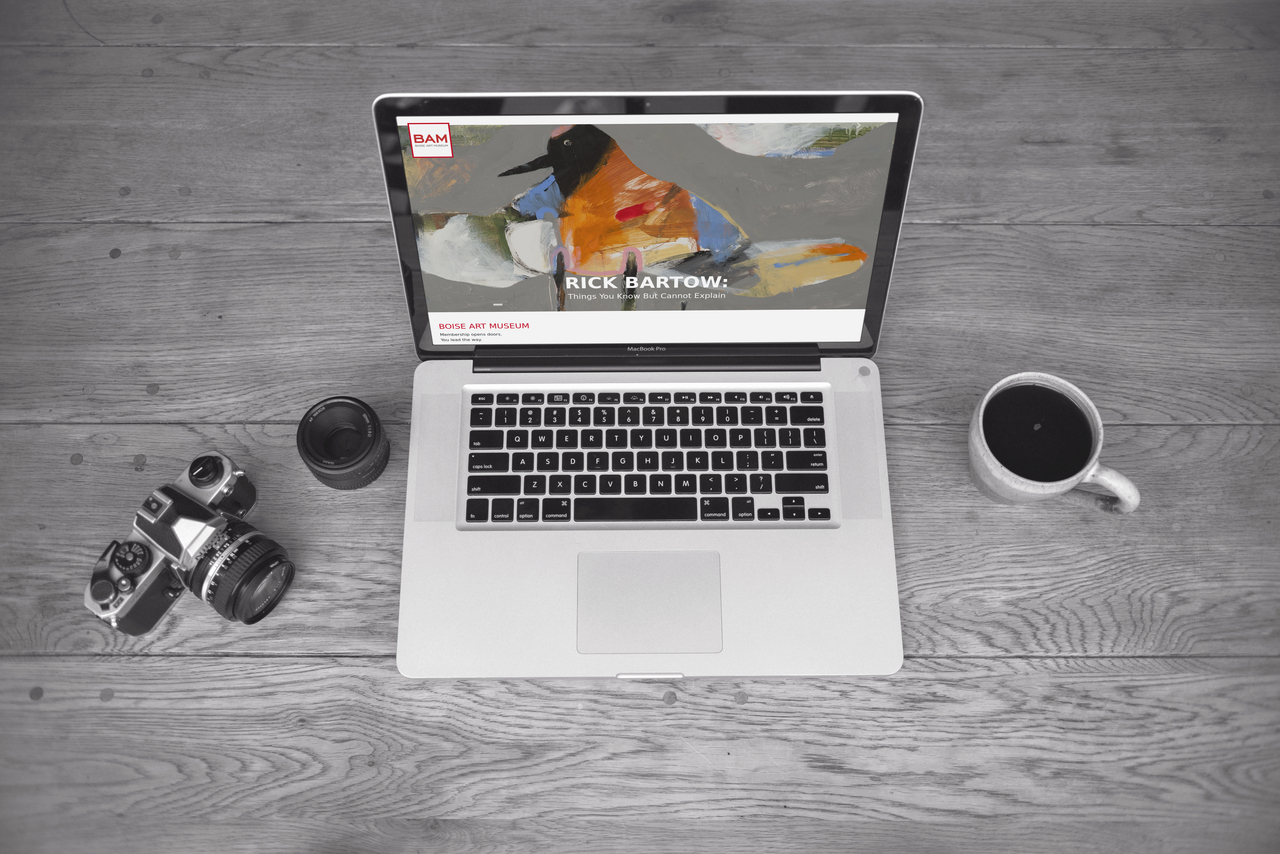 BAM
BOISE ART MUSEUM
RICK BARTOW:
Things You Know But Cannot Explain
BOISE ART MUSEUM
Membership opens doors.
You lead the way.
MacBook Pro
esc
~ ! @ # $ % ^ & * ( ) _ +
1 2 3 4 5 6 7 8 9 0 - = delete
tab Q W E R T Y U I O P { } |
[ ] \
caps lock A S D F G H J K L : " enter
; ' return
shift Z X C V B N M < > ? shift
, . /
alt ⌘ ⌘ alt
fn control option command command option